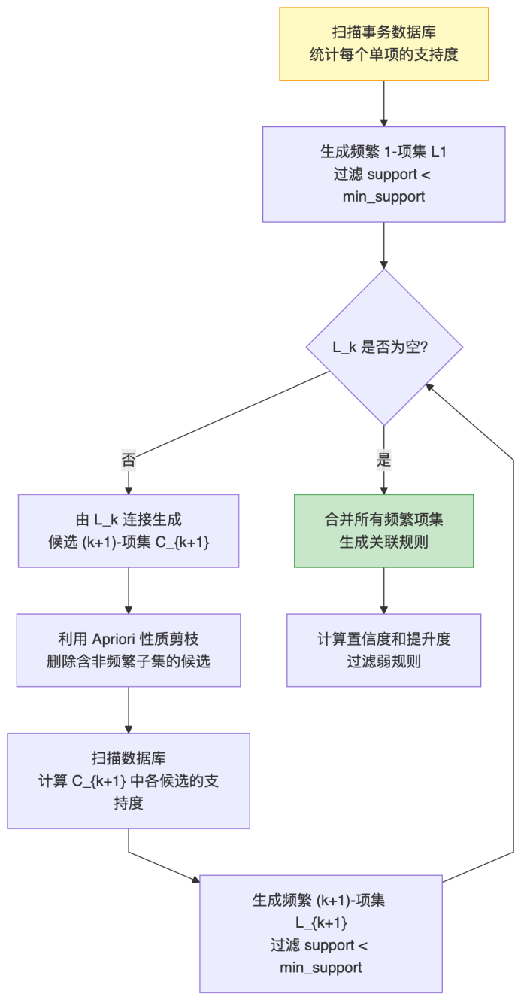 扫描事务数据库
统计每个单项的支持度
生成频繁 1-项集 L1
过滤 support <
min_support
L_k 是否为空?
否
是
由 L_k 连接生成
候选 (k+1)-项集 C_{k+1}
合并所有频繁项集
生成关联规则
利用 Apriori 性质剪枝
删除含非频繁子集的候选
计算置信度和提升度
过滤弱规则
扫描数据库
计算 C_{k+1} 中各候选的支
持度
生成频繁 (k+1)-项集
L_{k+1}
过滤 support <
min_support